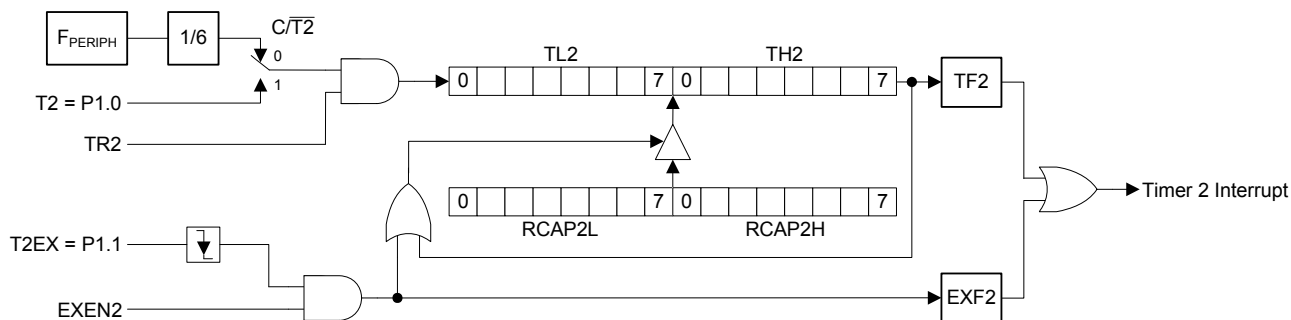 F_PERIPH
1/6
C/T2
0
1
T2 = P1.0
TR2
TL2
TH2
0
7
0
7
TF2
0
7
0
7
RCAP2L
RCAP2H
Timer 2 Interrupt
T2EX = P1.1
EXEN2
EXF2